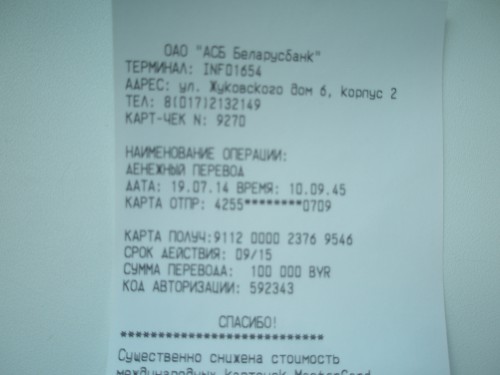 ОАО "АСБ Беларусбанк"
ТЕРМИНАЛ: INF01654
АДРЕС: ул. Жуковского дом 6, корпус 2
ТЕЛ: 8(017)2132149
КАРТ-ЧЕК N: 9270
НАИМЕНОВАНИЕ ОПЕРАЦИИ:
ДЕНЕЖНЫЙ ПЕРЕВОД
ДАТА: 19.07.14 ВРЕМЯ: 10.09.45
КАРТА ОТПР: 4255********0709
КАРТА ПОЛУЧ:9112 0000 2376 9546
СРОК ДЕЙСТВИЯ: 09/15
СУММА ПЕРЕВОДА: 100 000 BYR
КОД АВТОРИЗАЦИИ: 592343
СПАСИБО!
**************************
Существенно снижена стоимость
международных карточек MasterCard